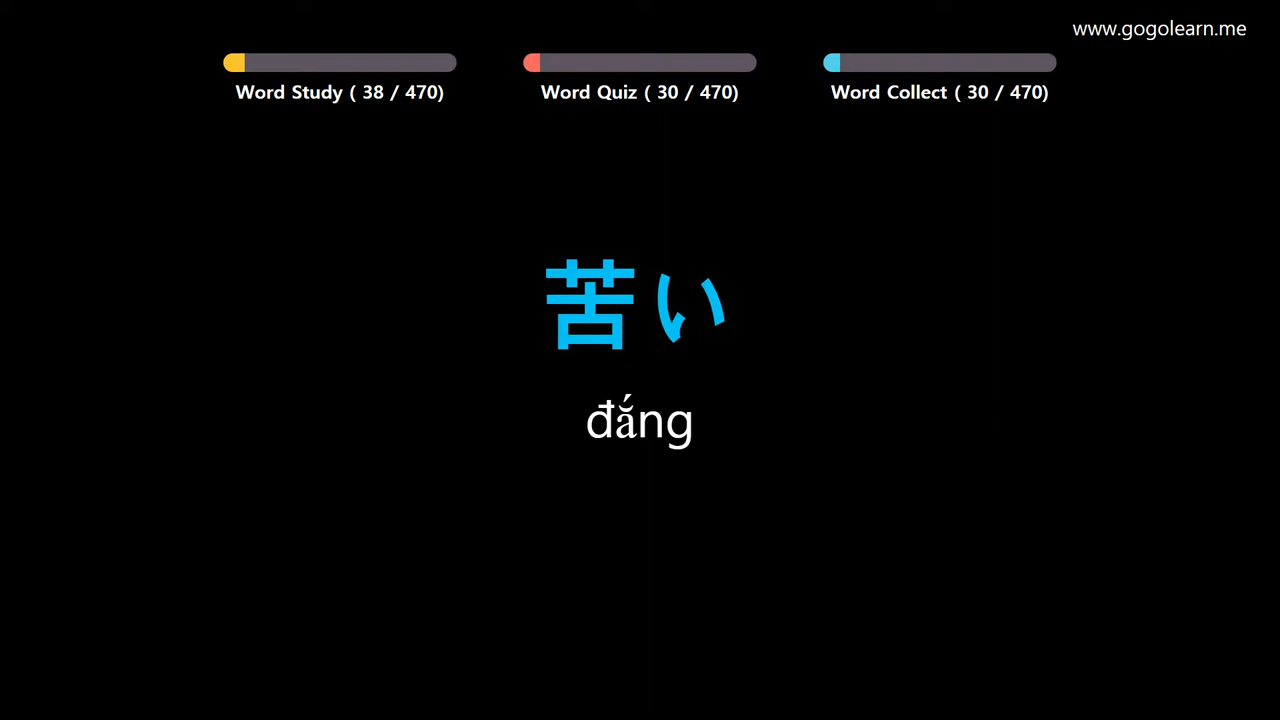 www.gogolearn.me
Word Study ( 38 / 470)
Word Quiz ( 30 / 470)
Word Collect ( 30 / 470)
苦い
đắng